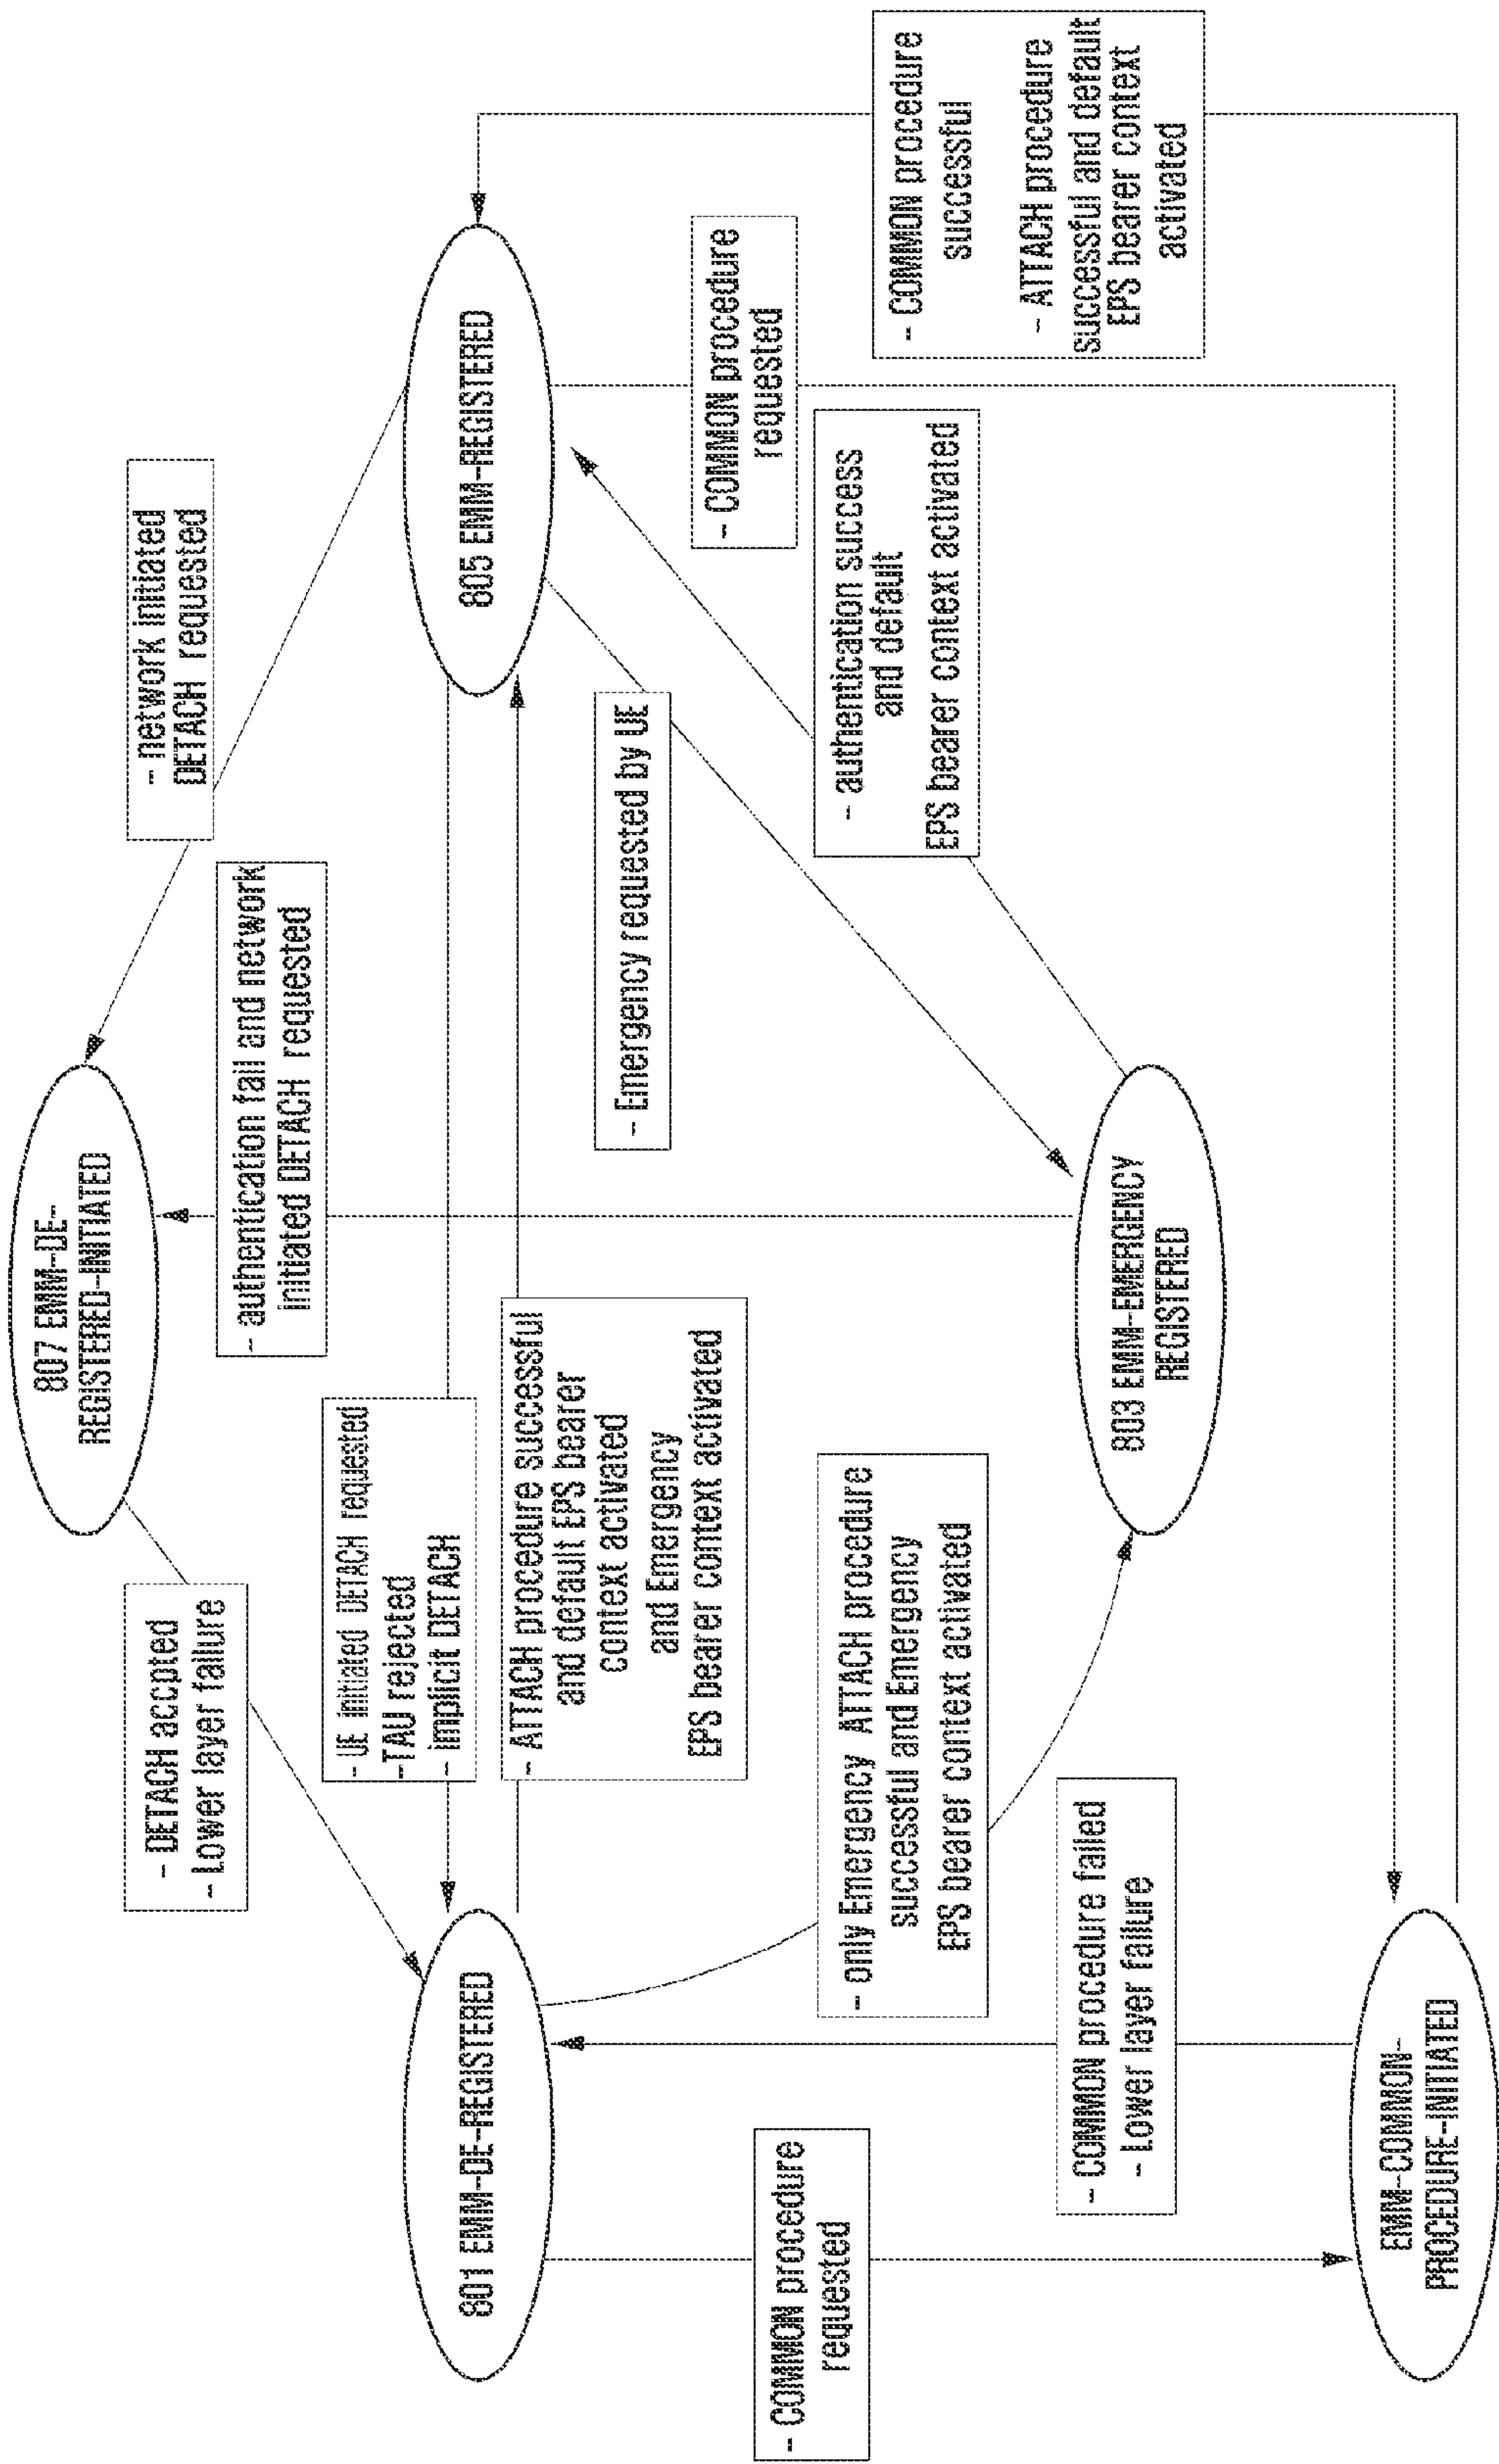 807 EMM-DE-
REGISTERED-INITIATED
- DETACH accpted
- Lower layer failure
- network initiated
DETACH requested
- authentication fail and network
initiated DETACH requested
- UE initiated DETACH requested
-TAU rejected
- implicit DETACH
801 EMM-DE-REGISTERED
805 EMM-REGISTERED
- ATTACH procedure successful
and default EPS bearer
context activated
and Emergency
EPS bearer context activated
- Emergency requested by UE
- COMMON procedure
requested
- COMMON procedure
requested
- only Emergency ATTACH procedure
successful and Emergency
EPS bearer context activated
- authentication success
and default
EPS bearer context activated
- COMMON procedure
successful
- ATTACH procedure
successful and default
EPS bearer context
activated
- COMMON procedure failed
- Lower layer failure
803 EMM-EMERGENCY
REGISTERED
EMM-COMMON-
PROCEDURE-INITIATED